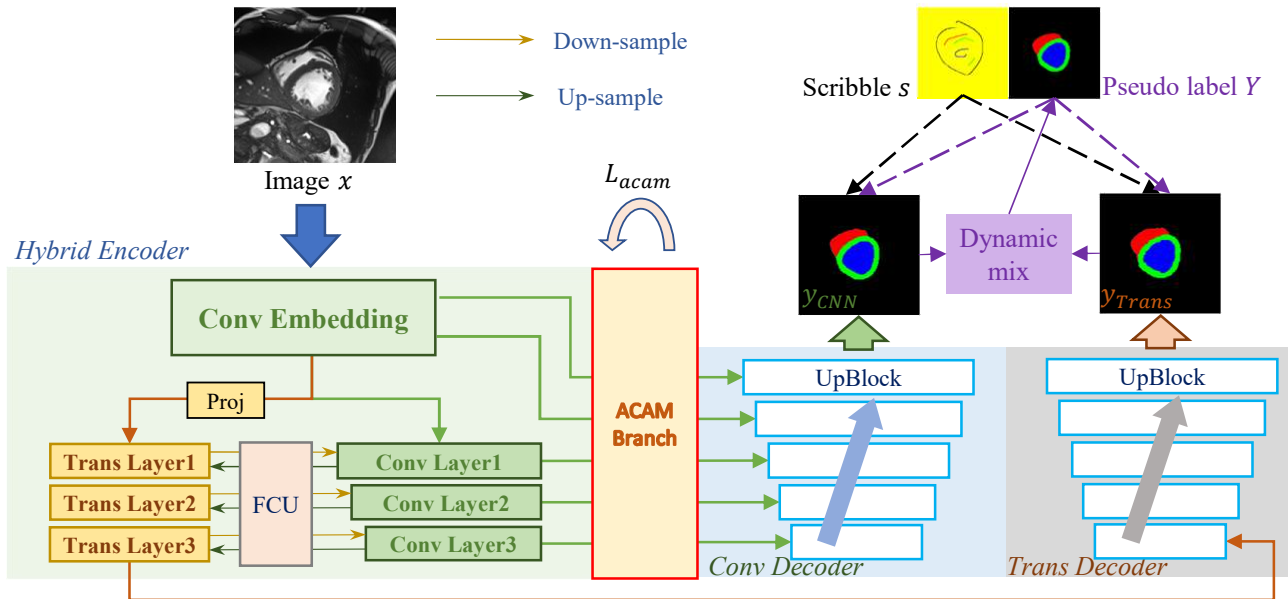 Down-sample
Up-sample
Scribble s
Pseudo label Y
Image x
L_acam
Hybrid Encoder
Dynamic
mix
y_CNN
y_Trans
Conv Embedding
Proj
UpBlock
UpBlock
ACAM
Branch
Trans Layer1
Conv Layer1
Trans Layer2
FCU
Conv Layer2
Trans Layer3
Conv Layer3
Conv Decoder
Trans Decoder